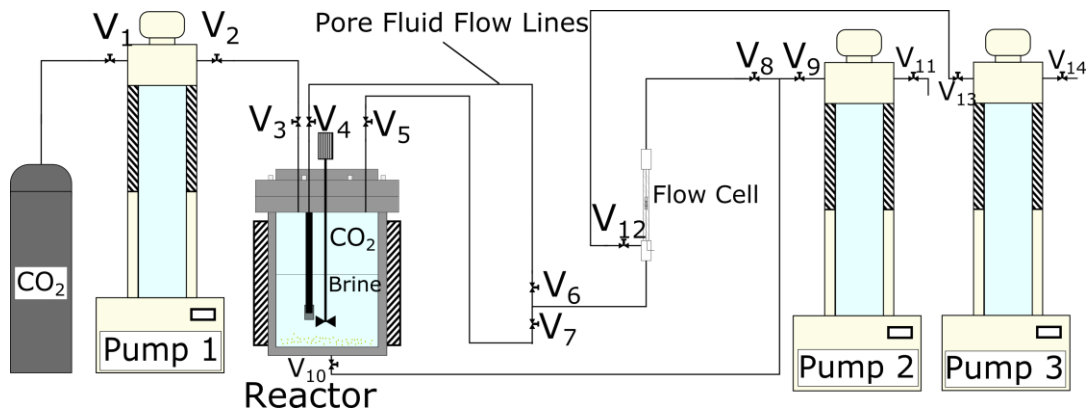 Pore Fluid Flow Lines
V1
V2
V8
V9
V11
V13
V14
V3
V4
V5
Flow Cell
V12
CO2
CO2
Brine
V6
V7
Pump 1
V10
Pump 2
Pump 3
Reactor